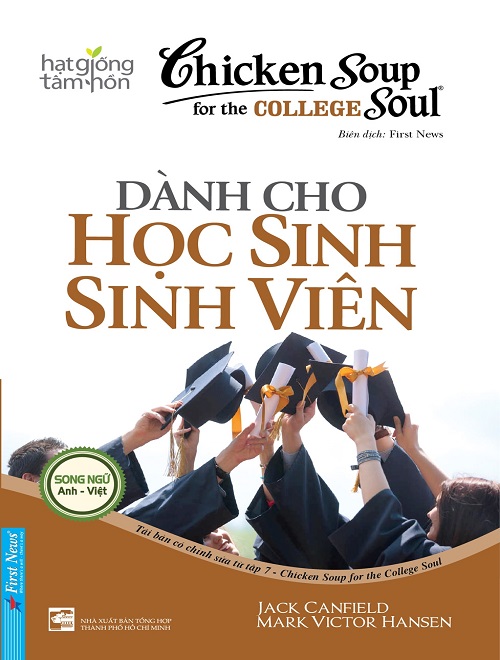 hạt giống
tâm hồn
Chicken Soup
for the COLLEGE Soul®
Biên dịch: First News
DÀNH CHO
HỌC SINH
SINH VIÊN
SONG NGỮ
Anh - Việt
Tái bản có chỉnh sửa từ tập 7 - Chicken Soup for the College Soul
First News
JACK CANFIELD
MARK VICTOR HANSEN
NHÀ XUẤT BẢN TỔNG HỢP
THÀNH PHỐ HỒ CHÍ MINH